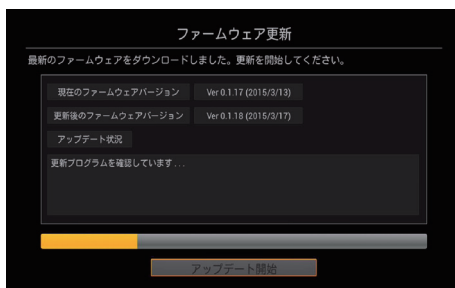 ファームウェア更新
最新のファームウェアをダウンロードしました。更新を開始してください。
現在のファームウェアバージョン Ver 0.1.17 (2015/3/13)
更新後のファームウェアバージョン Ver 0.1.18 (2015/3/17)
アップデート状況
更新プログラムを確認しています . . .
アップデート開始